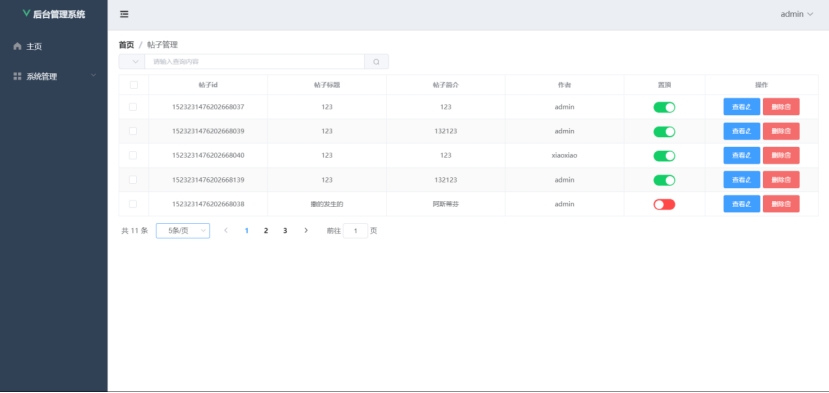 后台管理系统
admin
主页
系统管理
首页 / 帖子管理
请输入查询内容
帖子id 帖子标题 帖子简介 作者 置顶 操作
1523231476202668037 123 123 admin 查看 删除
1523231476202668039 123 132123 admin 查看 删除
1523231476202668040 123 123 xiaoxiao 查看 删除
1523231476202668139 123 132123 admin 查看 删除
1523231476202668038 的发生的 阿斯蒂芬 admin 查看 删除
共 11 条 5条/页 1 2 3 前往 1 页